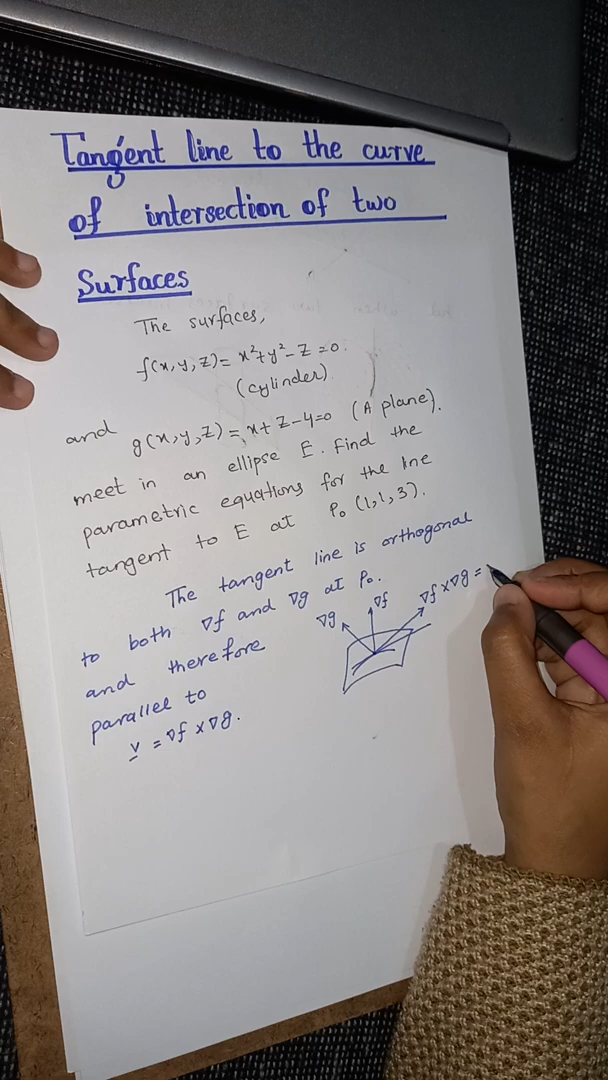 Tangent line to the curve
of intersection of two
Surfaces
The surfaces,
f(x,y,z) = x²+y²-z=0.
(cylinder)
and g(x,y,z) = x+z-4=0 (A plane).
meet in an ellipse E. Find the
parametric equations for the line
tangent to E at P₀ (1,1,3).
The tangent line is orthogonal
to both ∇f and ∇g at P₀.
and therefore
parallel to
v = ∇f x ∇g.
∇g
∇f
∇f x ∇g =